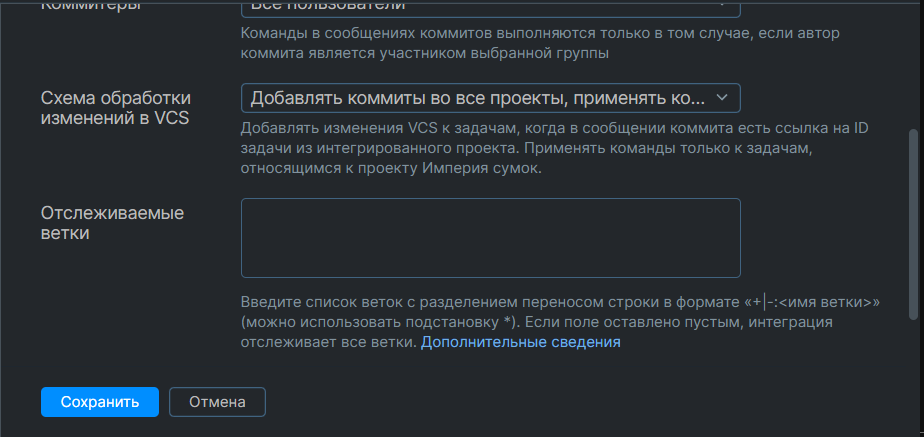 Коммитеры
Все пользователи
Команды в сообщениях коммитов выполняются только в том случае, если автор
коммита является участником выбранной группы
Схема обработки
изменений в VCS
Добавлять коммиты во все проекты, применять ко...
Добавлять изменения VCS к задачам, когда в сообщении коммита есть ссылка на ID
задачи из интегрированного проекта. Применять команды только к задачам,
относящимся к проекту Империя сумок.
Отслеживаемые
ветки
Введите список веток с разделением переносом строки в формате «+|-:<имя ветки>»
(можно использовать подстановку *). Если поле оставлено пустым, интеграция
отслеживает все ветки. Дополнительные сведения
Сохранить
Отмена